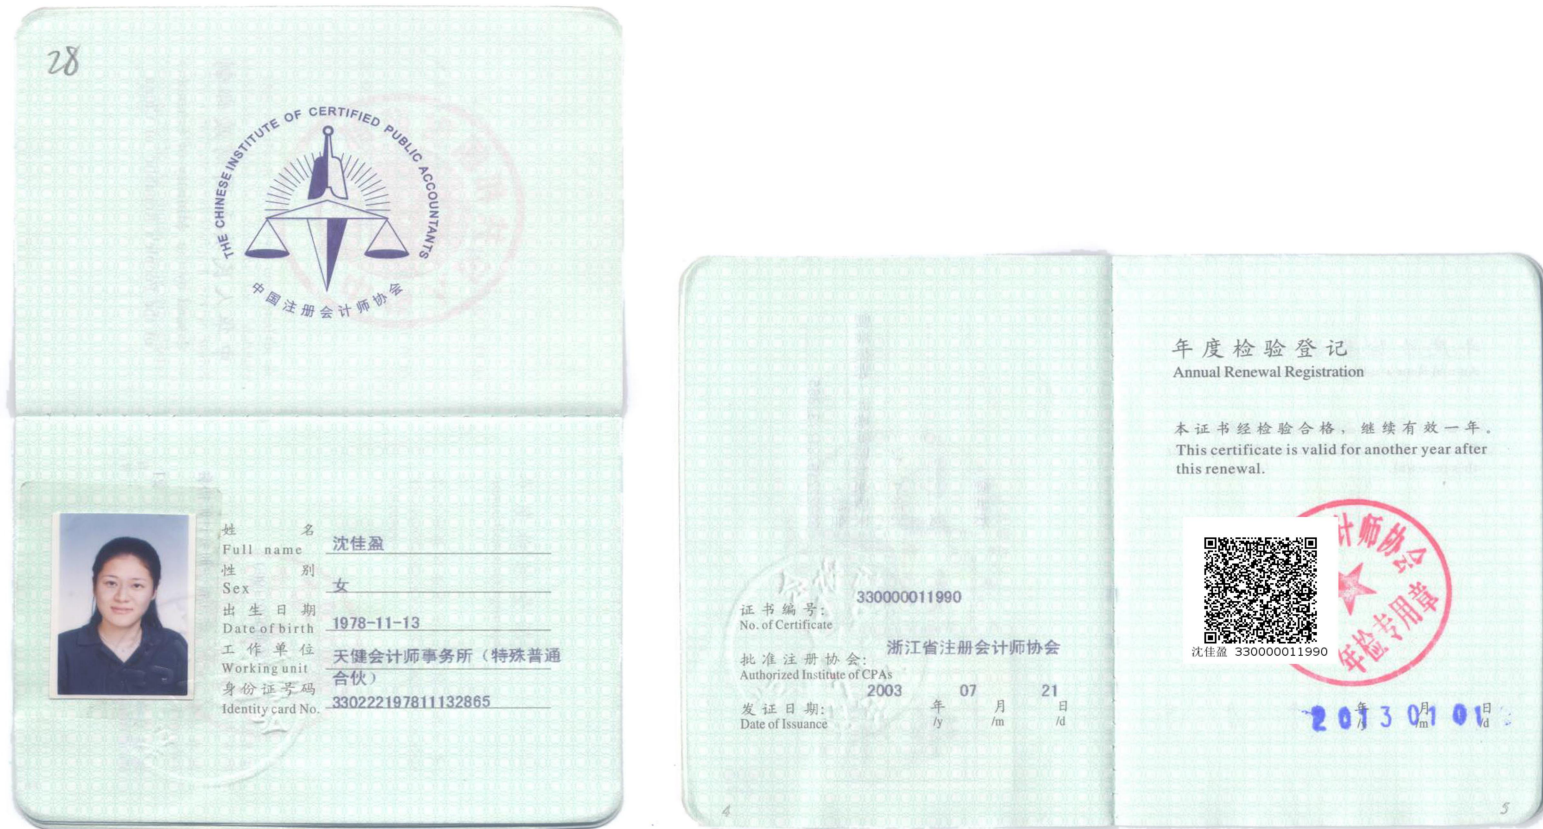 28
THE CHINESE INSTITUTE OF CERTIFIED PUBLIC ACCOUNTANTS
中国注册会计师协会
姓 名
Full name 沈佳盈
性 别
Sex 女
出生日期
Date of birth 1978-11-13
工作单位 天健会计师事务所（特殊普通
Working unit 合伙）
身份证号码
Identity card No. 330222197811132865
证书编号: 330000011990
No. of Certificate
批准注册协会: 浙江省注册会计师协会
Authorized Institute of CPAs
2003 07 21
发证日期: 年 月 日
Date of Issuance /y /m /d
4
年度检验登记
Annual Renewal Registration
本证书经检验合格，继续有效一年。
This certificate is valid for another year after
this renewal.
计师协会
年检专用章
沈佳盈 330000011990
2013 01 01
年 月 日
/y /m /d
5